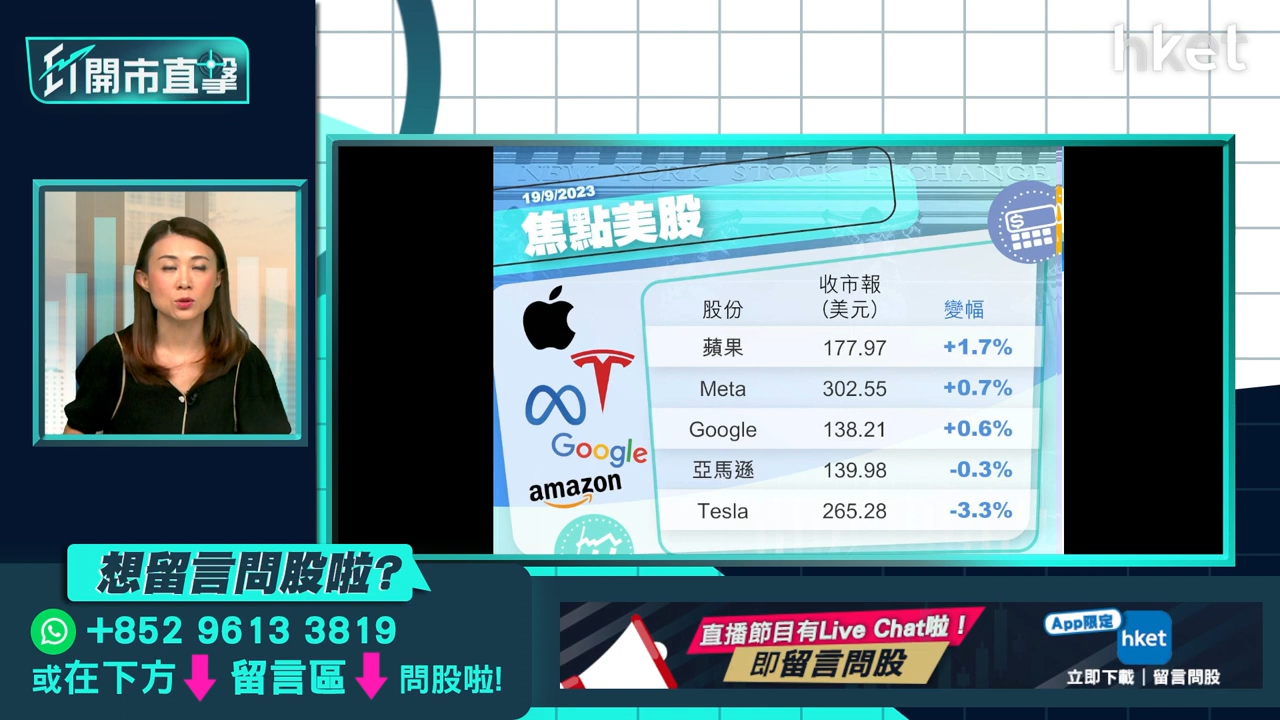 ET開市直擊
hket
NEW YORK STOCK EXCHANGE
19/9/2023
焦點美股
股份 收市報(美元) 變幅
蘋果 177.97 +1.7%
Meta 302.55 +0.7%
Google 138.21 +0.6%
亞馬遜 139.98 -0.3%
Tesla 265.28 -3.3%
Google
amazon
想留言問股啦?
+852 9613 3819
或在下方 留言區 問股啦!
直播節目有Live Chat啦！
即留言問股
App限定
hket
立即下載｜留言問股